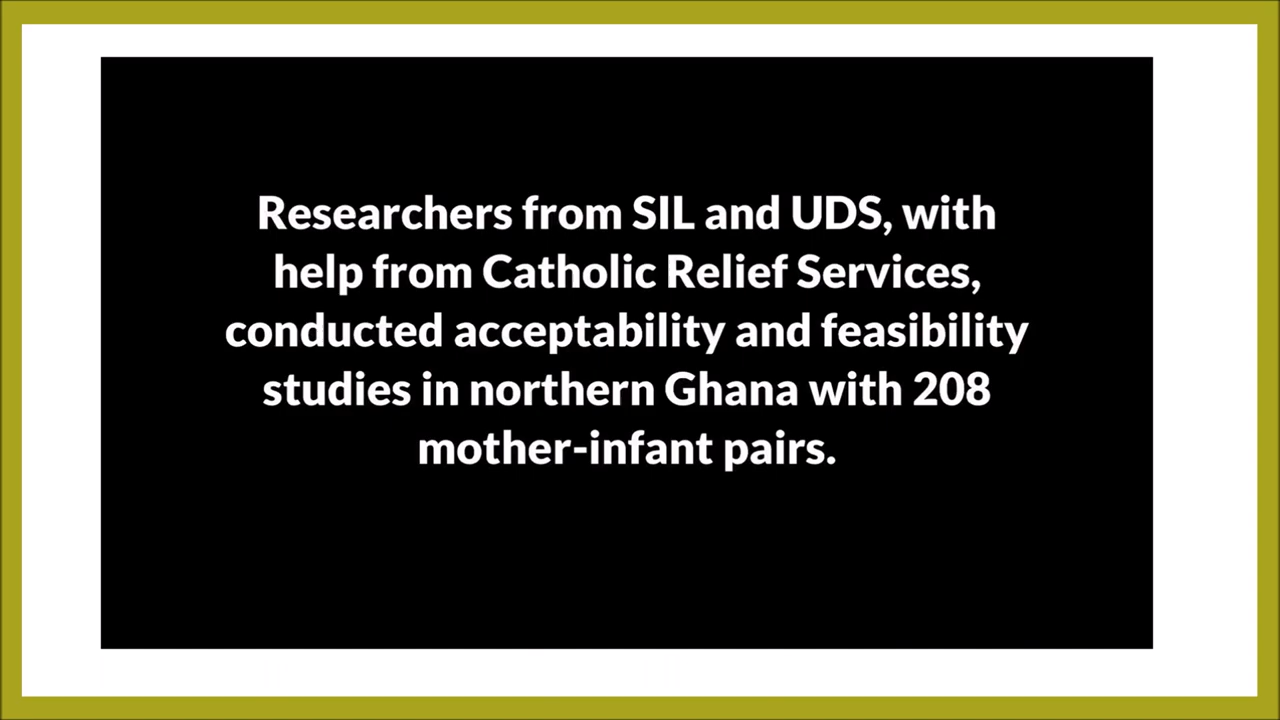 Researchers from SIL and UDS, with
help from Catholic Relief Services,
conducted acceptability and feasibility
studies in northern Ghana with 208
mother-infant pairs.